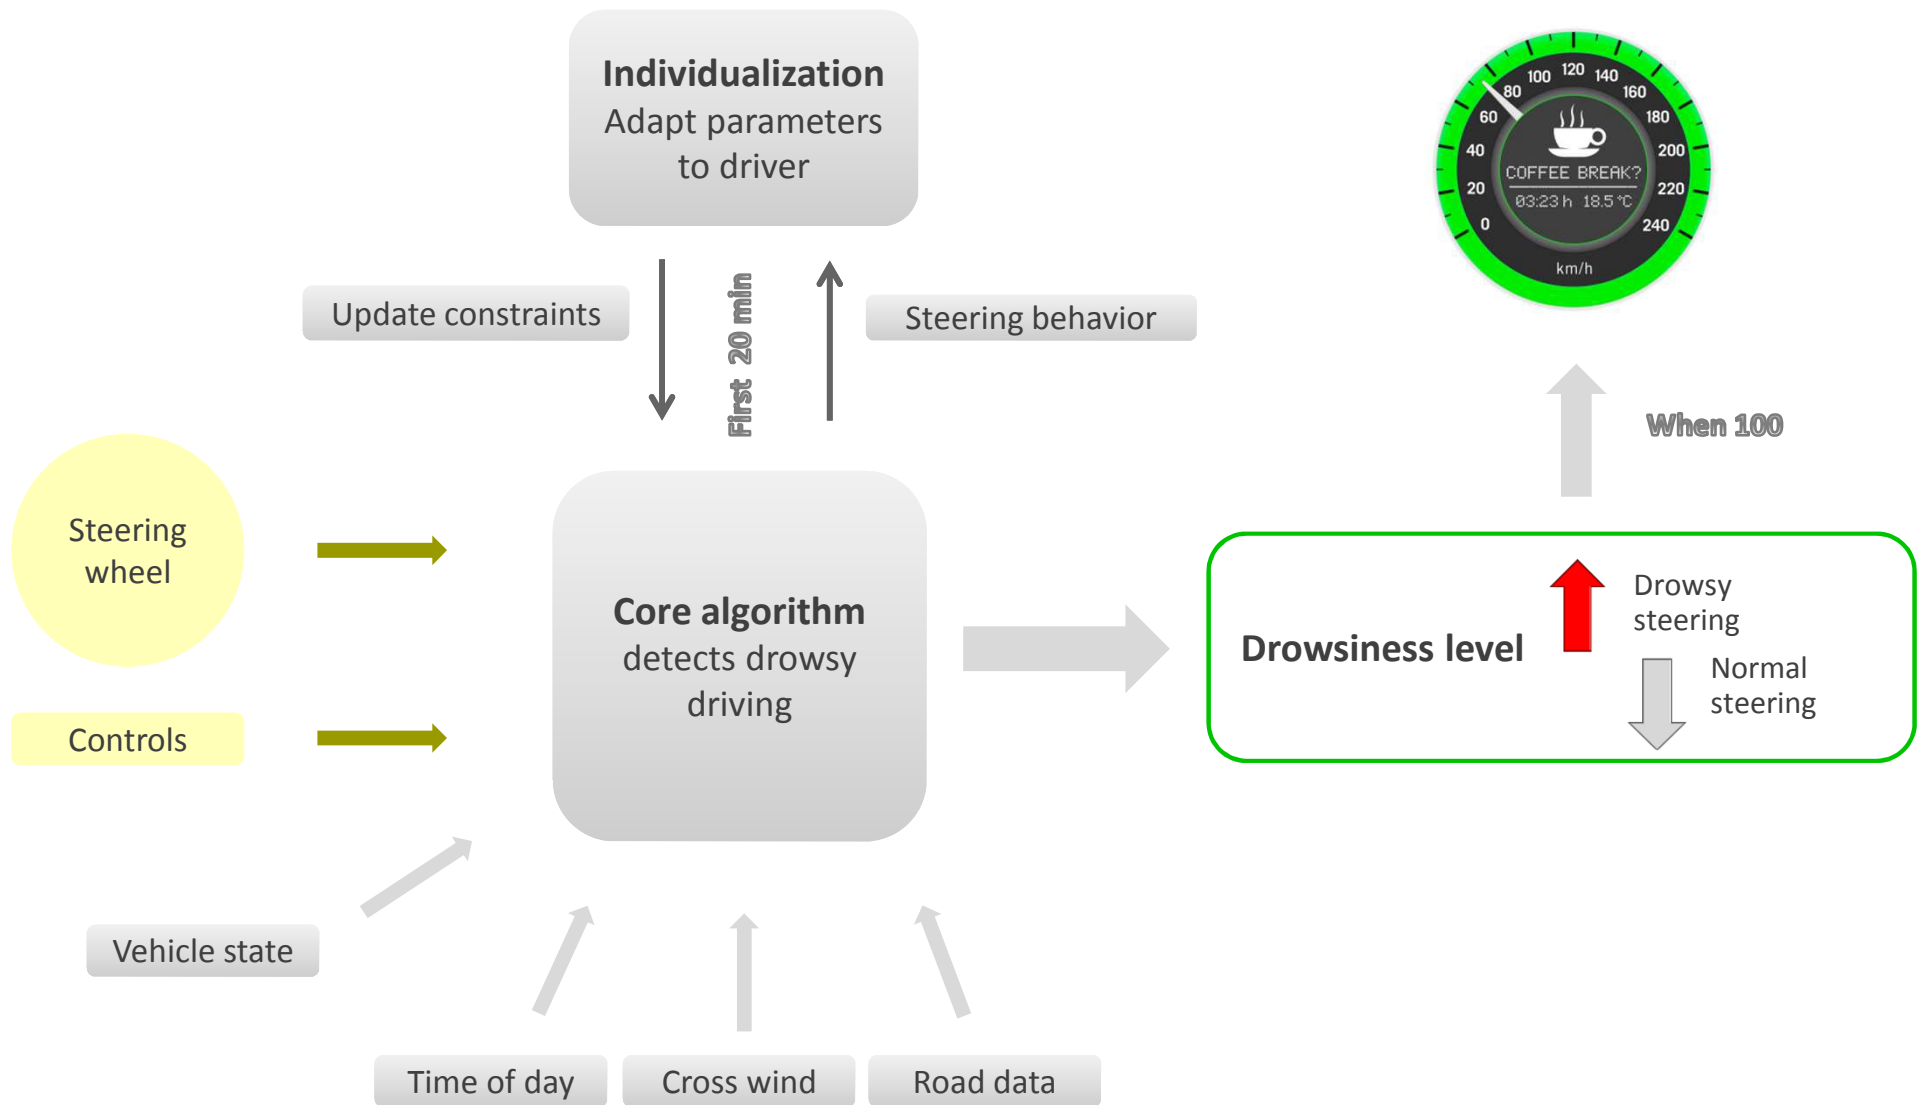 Individualization
Adapt parameters
to driver
Update constraints
First 20 min
Steering behavior
100 120 140
80 160
60 180
40 200
20 220
0 240
COFFEE BREAK?
03:23 h 18.5 °C
km/h
When 100
Steering
wheel
Controls
Core algorithm
detects drowsy
driving
Drowsiness level
Drowsy
steering
Normal
steering
Vehicle state
Time of day
Cross wind
Road data